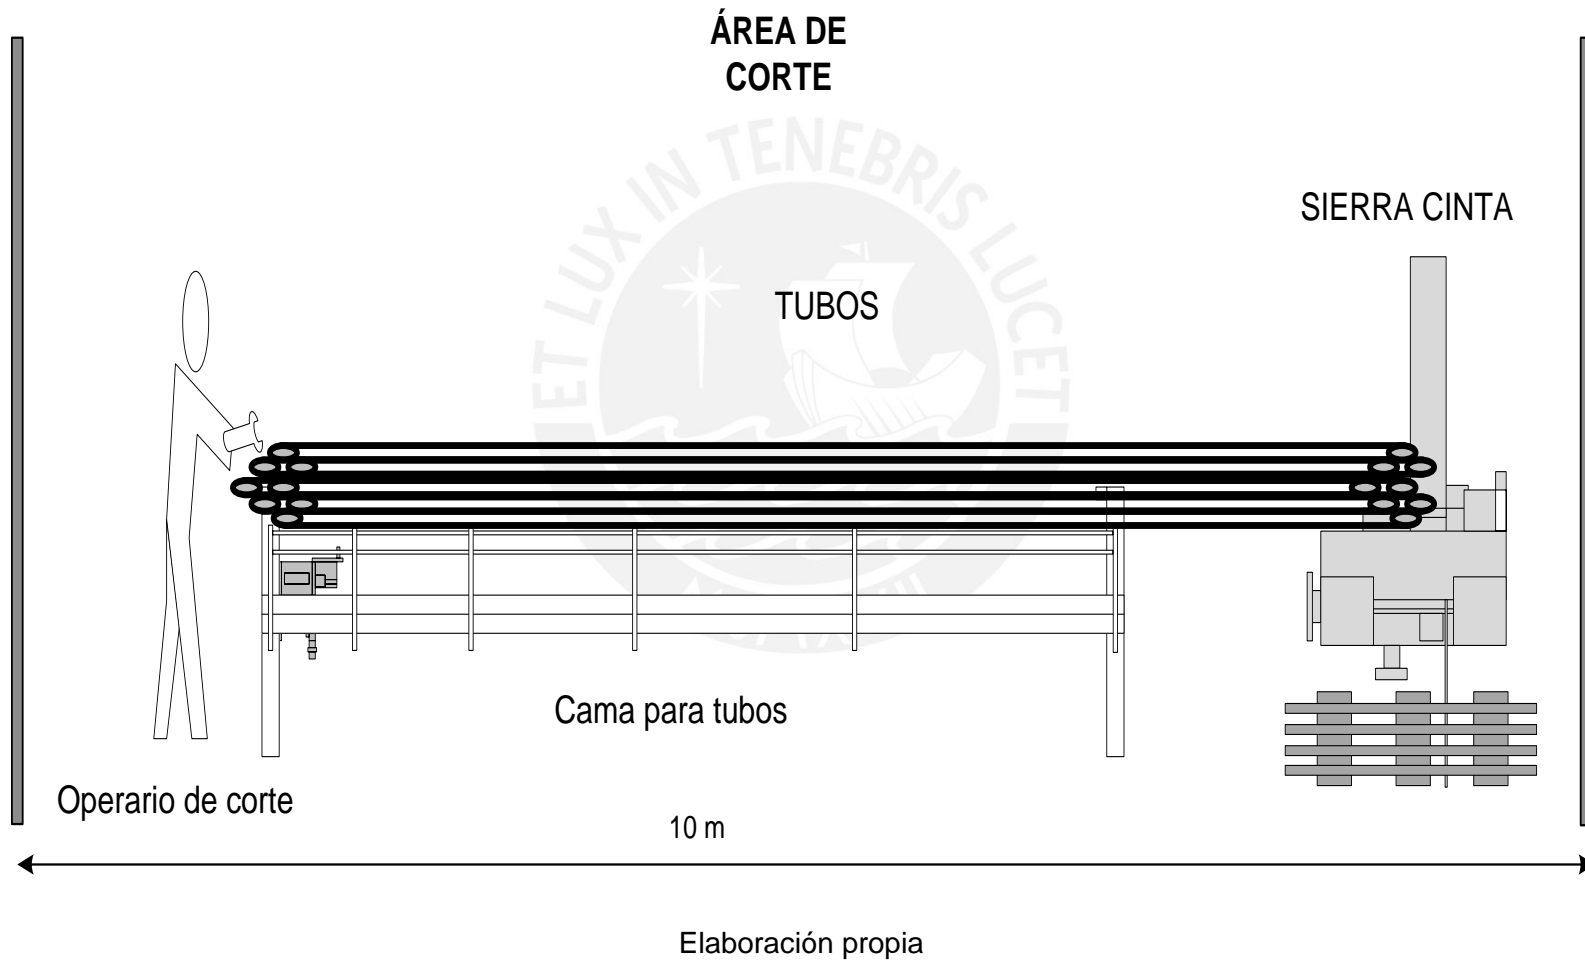 ÁREA DE
CORTE
ET LUX IN TENEBRIS LUCET
SIERRA CINTA
TUBOS
Cama para tubos
Operario de corte
10 m
Elaboración propia